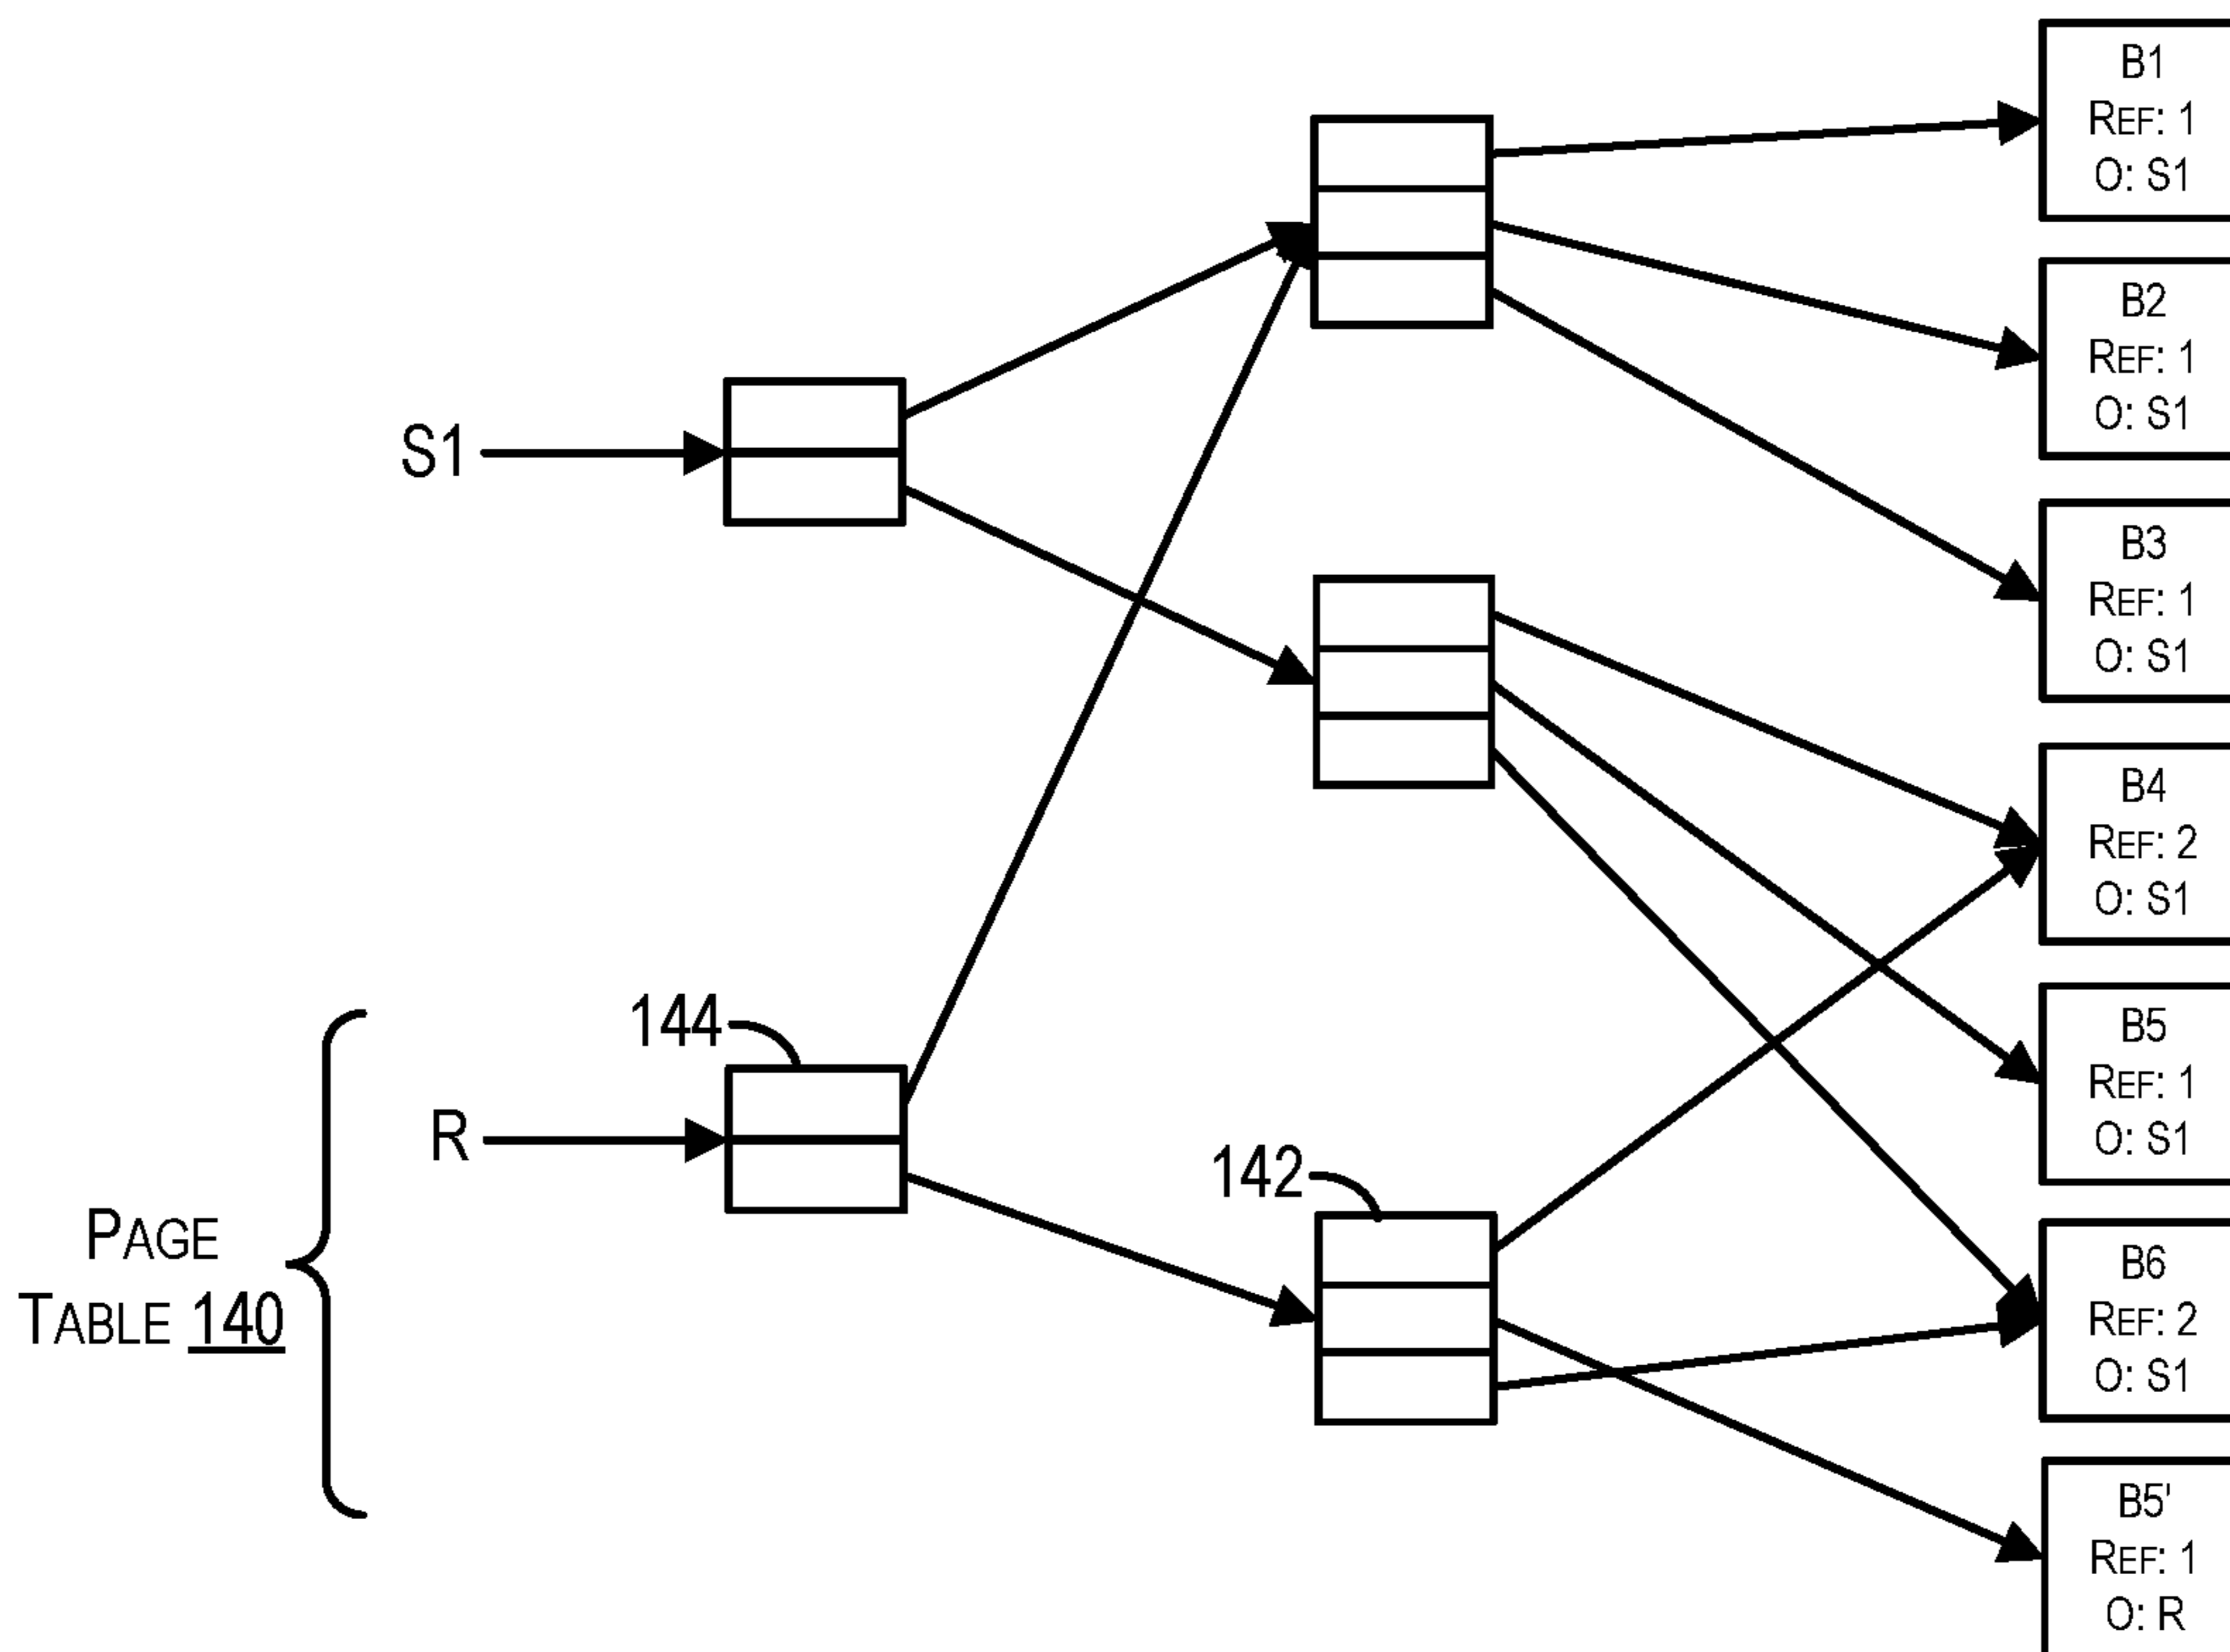 B1
REF: 1
O: S1
B2
REF: 1
O: S1
S1
B3
REF: 1
O: S1
B4
REF: 2
O: S1
144
B5
REF: 1
O: S1
R
142
PAGE
TABLE 140
B6
REF: 2
O: S1
B5'
REF: 1
O: R